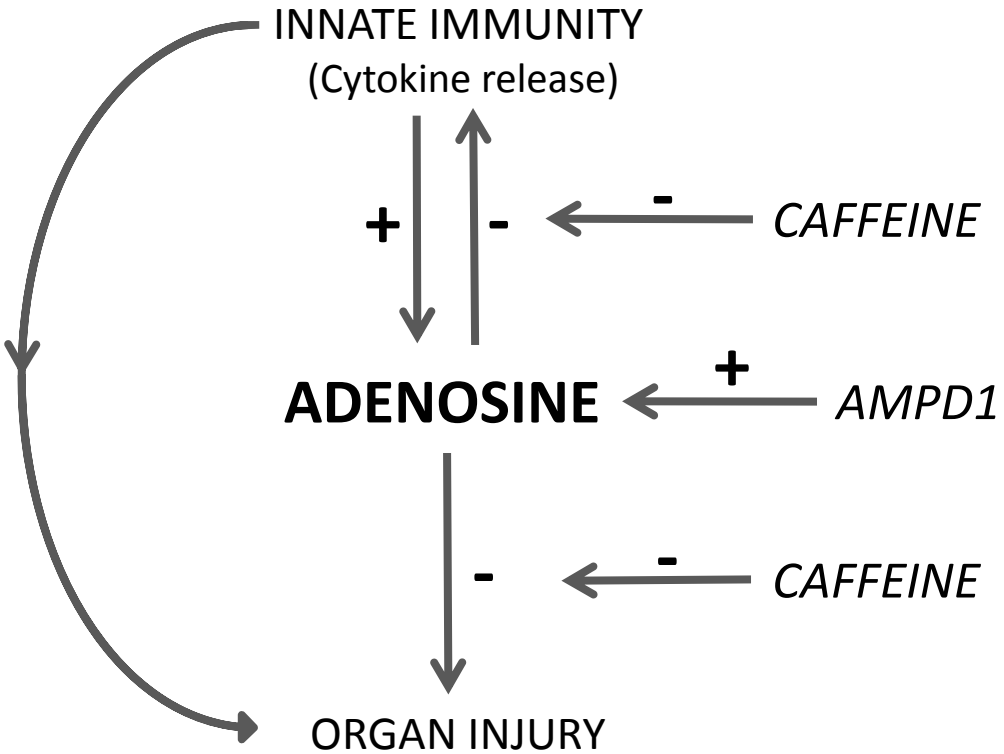 INNATE IMMUNITY
(Cytokine release)
+
-
-
CAFFEINE
+
ADENOSINE
AMPD1
-
-
CAFFEINE
ORGAN INJURY